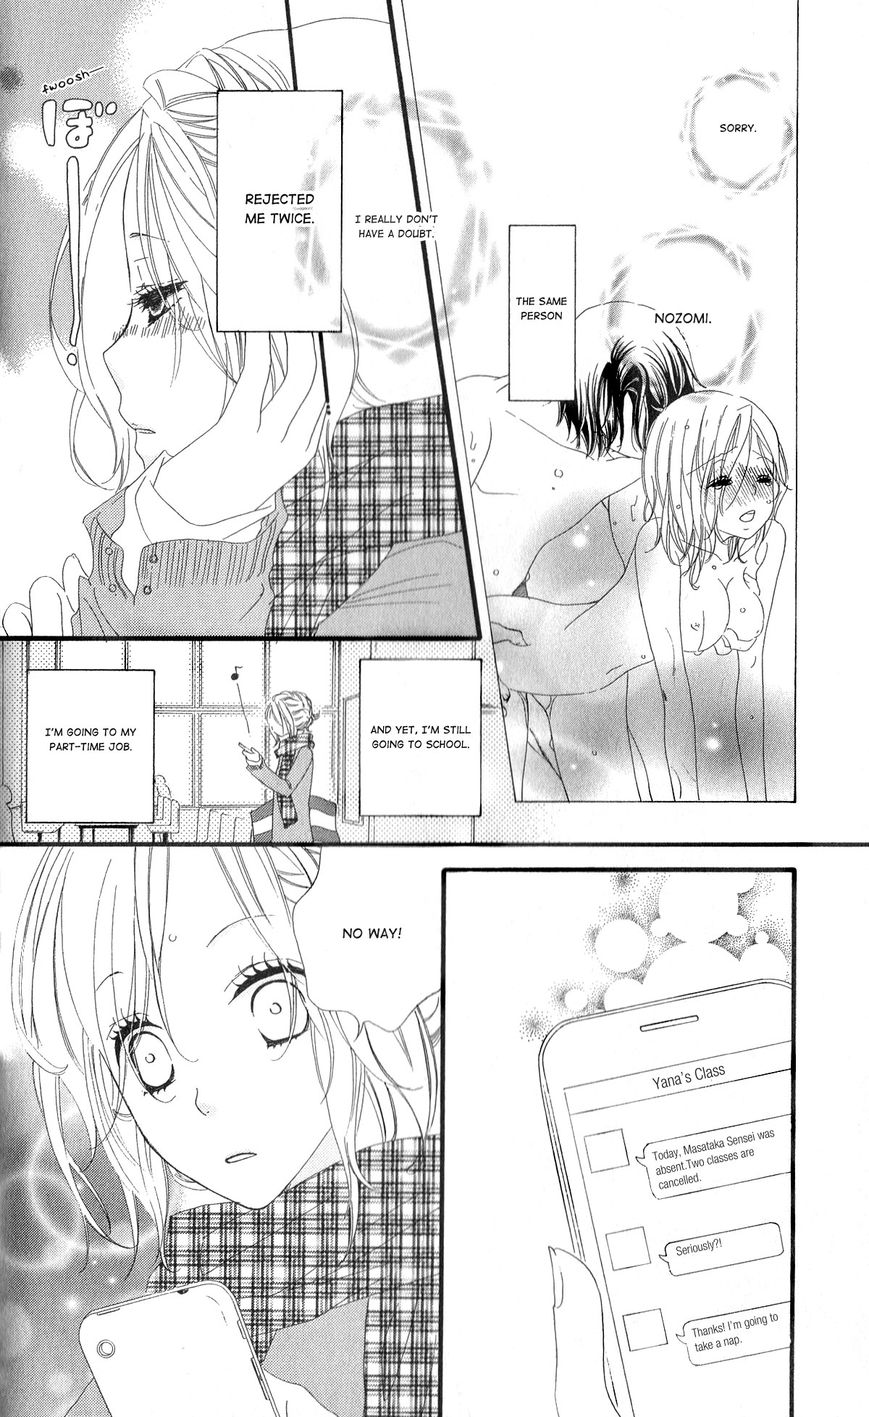 SORRY.
NOZOMI.
THE SAME
PERSON
I REALLY DON'T
HAVE A DOUBT.
REJECTED
ME TWICE.
fwoosh—
ぼー
AND YET, I'M STILL
GOING TO SCHOOL.
I'M GOING TO MY
PART-TIME JOB.
Yana's Class
Today, Masataka Sensei was
absent.Two classes are
cancelled.
Seriously?!
Thanks! I'm going to
take a nap.
NO WAY!